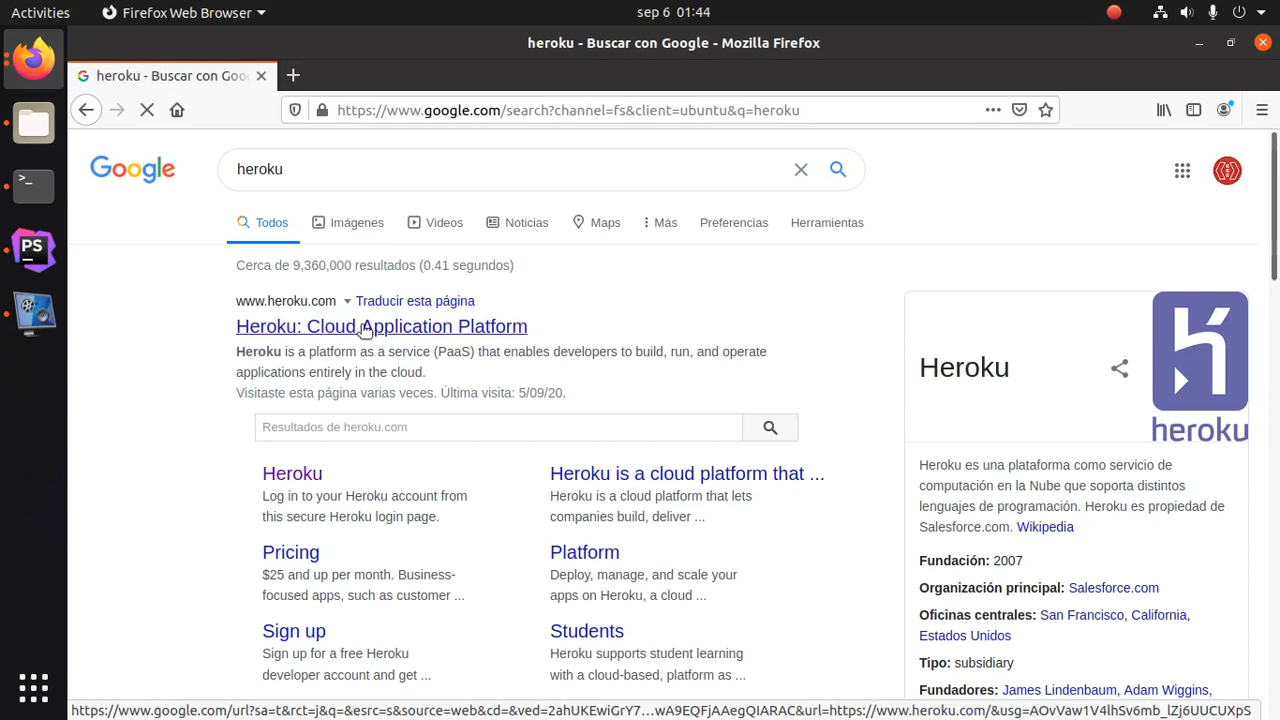 Activities
Firefox Web Browser
sep 6 01:44
heroku - Buscar con Google - Mozilla Firefox
heroku - Buscar con Goo
https://www.google.com/search?channel=fs&client=ubuntu&q=heroku
Google
heroku
Todos
Imágenes
Videos
Noticias
Maps
Más
Preferencias
Herramientas
Cerca de 9,360,000 resultados (0.41 segundos)
www.heroku.com
Traducir esta página
Heroku: Cloud Application Platform
Heroku is a platform as a service (PaaS) that enables developers to build, run, and operate
applications entirely in the cloud.
Visitaste esta página varias veces. Última visita: 5/09/20.
Resultados de heroku.com
Heroku
Log in to your Heroku account from
this secure Heroku login page.
Heroku is a cloud platform that ...
Heroku is a cloud platform that lets
companies build, deliver ...
Pricing
$25 and up per month. Business-
focused apps, such as customer ...
Platform
Deploy, manage, and scale your
apps on Heroku, a cloud ...
Sign up
Sign up for a free Heroku
developer account and get ...
Students
Heroku supports student learning
with a cloud-based, platform as ...
Heroku
heroku
Heroku es una plataforma como servicio de
computación en la Nube que soporta distintos
lenguajes de programación. Heroku es propiedad de
Salesforce.com. Wikipedia
Fundación: 2007
Organización principal: Salesforce.com
Oficinas centrales: San Francisco, California,
Estados Unidos
Tipo: subsidiary
Fundadores: James Lindenbaum, Adam Wiggins,
PS
https://www.google.com/url?sa=t&rct=j&q=&esrc=s&source=web&cd=&ved=2ahUKEwiGrY7...wA9EQFjAAegQIARAC&url=https://www.heroku.com/&usg=AOvVaw1V4lhSv6mb_lZj6UUCUXpS